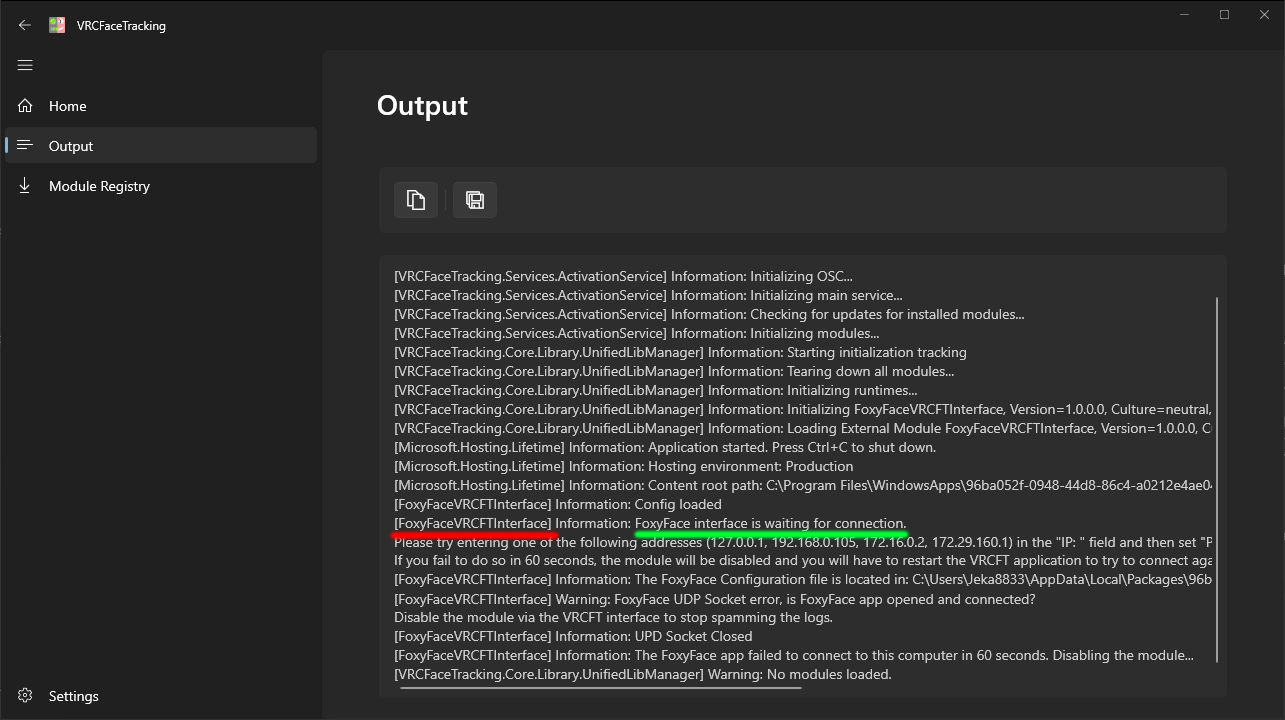 VRCFaceTracking
Home
Output
Module Registry
Settings
Output
[VRCFaceTracking.Services.ActivationService] Information: Initializing OSC...
[VRCFaceTracking.Services.ActivationService] Information: Initializing main service...
[VRCFaceTracking.Services.ActivationService] Information: Checking for updates for installed modules...
[VRCFaceTracking.Services.ActivationService] Information: Initializing modules...
[VRCFaceTracking.Core.Library.UnifiedLibManager] Information: Starting initialization tracking
[VRCFaceTracking.Core.Library.UnifiedLibManager] Information: Tearing down all modules...
[VRCFaceTracking.Core.Library.UnifiedLibManager] Information: Initializing runtimes...
[VRCFaceTracking.Core.Library.UnifiedLibManager] Information: Initializing FoxyFaceVRCFTInterface, Version=1.0.0.0, Culture=neutral,
[VRCFaceTracking.Core.Library.UnifiedLibManager] Information: Loading External Module FoxyFaceVRCFTInterface, Version=1.0.0.0, C
[Microsoft.Hosting.Lifetime] Information: Application started. Press Ctrl+C to shut down.
[Microsoft.Hosting.Lifetime] Information: Hosting environment: Production
[Microsoft.Hosting.Lifetime] Information: Content root path: C:\Program Files\WindowsApps\96ba052f-0948-44d8-86c4-a0212e4ae0
[FoxyFaceVRCFTInterface] Information: Config loaded
[FoxyFaceVRCFTInterface] Information: FoxyFace interface is waiting for connection.
Please try entering one of the following addresses (127.0.0.1, 192.168.0.105, 172.16.0.2, 172.29.160.1) in the "IP: " field and then set "P
If you fail to do so in 60 seconds, the module will be disabled and you will have to restart the VRCFT application to try to connect aga
[FoxyFaceVRCFTInterface] Information: The FoxyFace Configuration file is located in: C:\Users\Jeka8833\AppData\Local\Packages\96b
[FoxyFaceVRCFTInterface] Warning: FoxyFace UDP Socket error, is FoxyFace app opened and connected?
Disable the module via the VRCFT interface to stop spamming the logs.
[FoxyFaceVRCFTInterface] Information: UPD Socket Closed
[FoxyFaceVRCFTInterface] Information: The FoxyFace app failed to connect to this computer in 60 seconds. Disabling the module...
[VRCFaceTracking.Core.Library.UnifiedLibManager] Warning: No modules loaded.